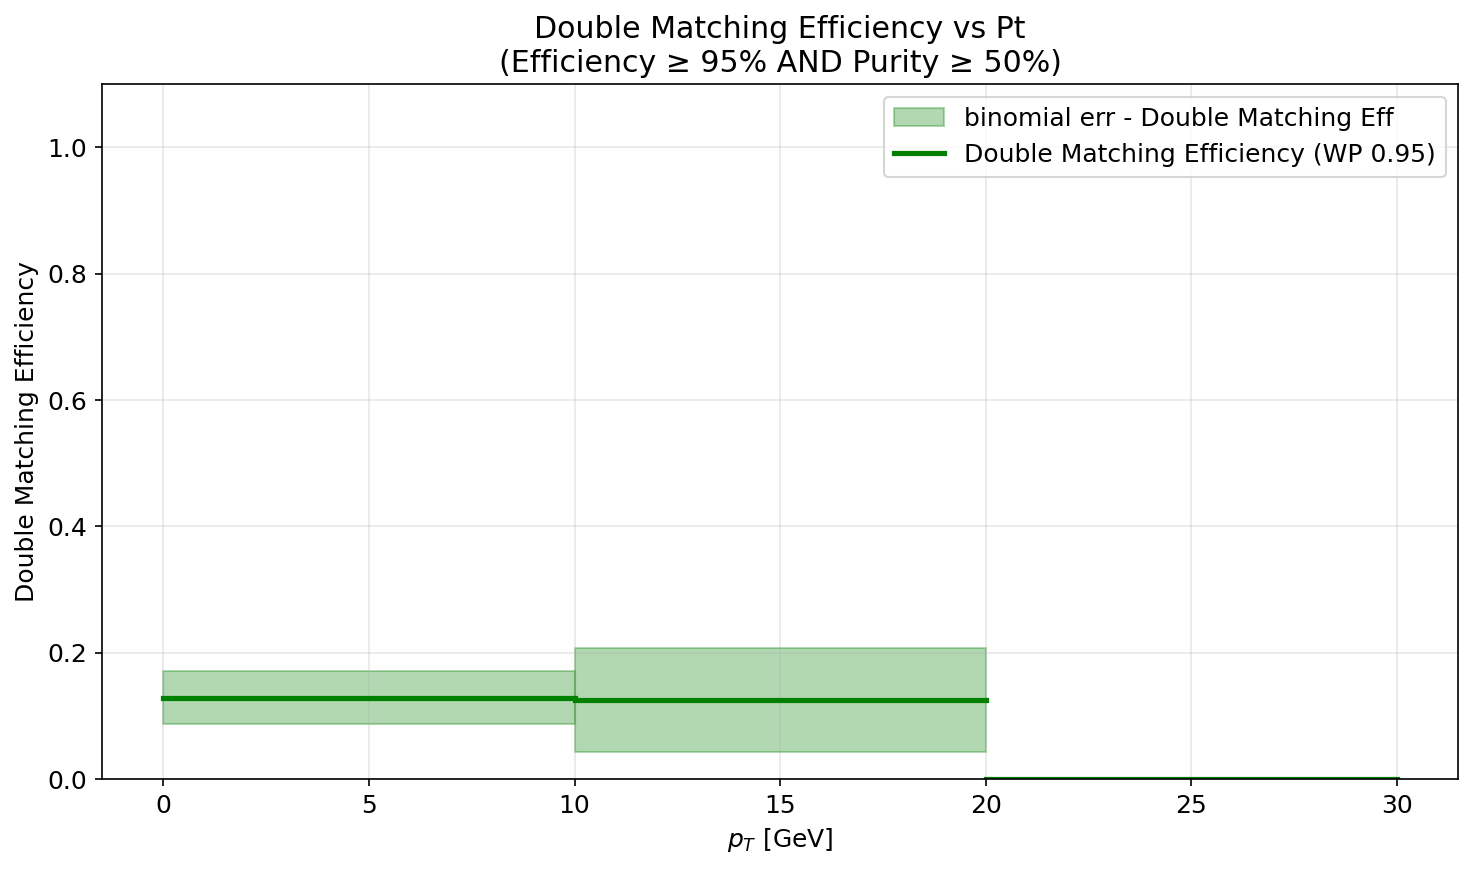 Double Matching Efficiency vs Pt
(Efficiency ≥ 95% AND Purity ≥ 50%)
binomial err - Double Matching Eff
Double Matching Efficiency (WP 0.95)
Double Matching Efficiency
1.0
0.8
0.6
0.4
0.2
0.0
0
5
10
15
20
25
30
p_T [GeV]